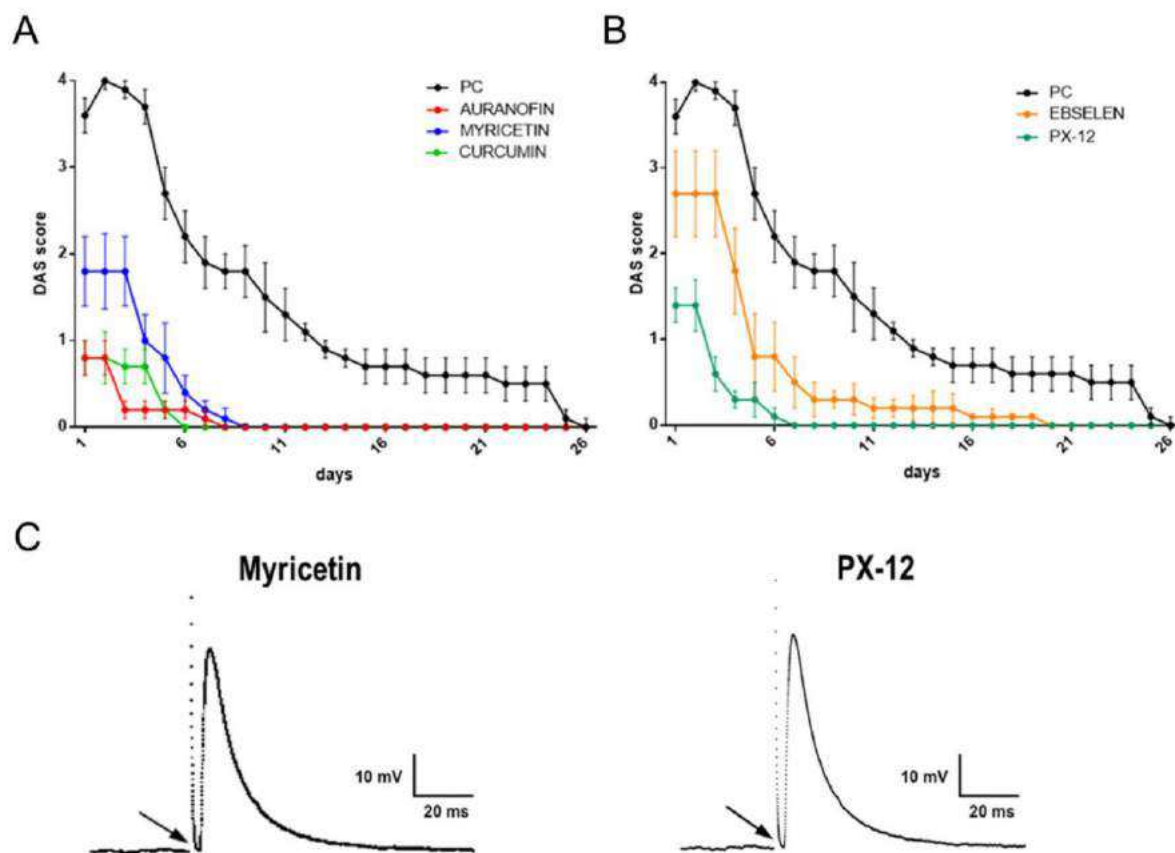 A
DAS score
4
3
2
1
0
PC
AURANOFIN
MYRICETIN
CURCUMIN
1
6
11
16
21
26
days
B
DAS score
4
3
2
1
0
PC
EBSELEN
PX-12
1
6
11
16
21
26
days
C
Myricetin
10 mV
20 ms
PX-12
10 mV
20 ms